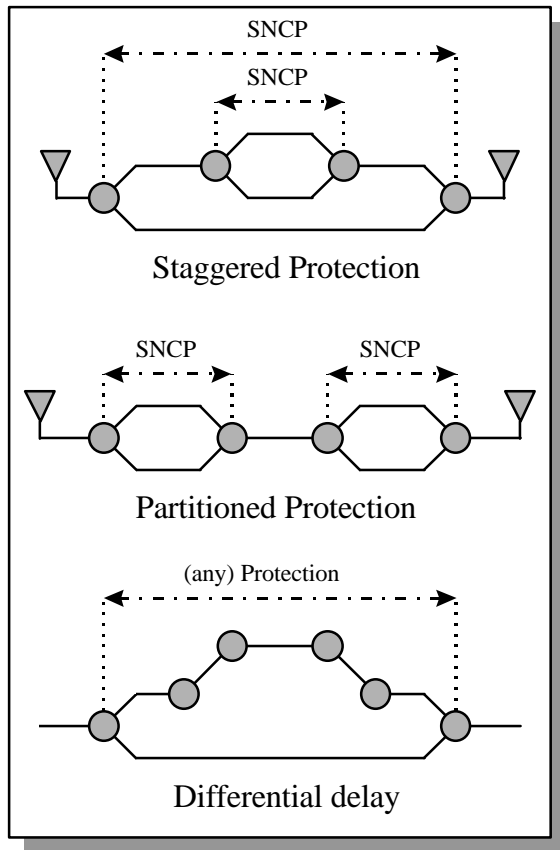 SNCP
SNCP
Staggered Protection
SNCP SNCP
Partitioned Protection
(any) Protection
Differential delay